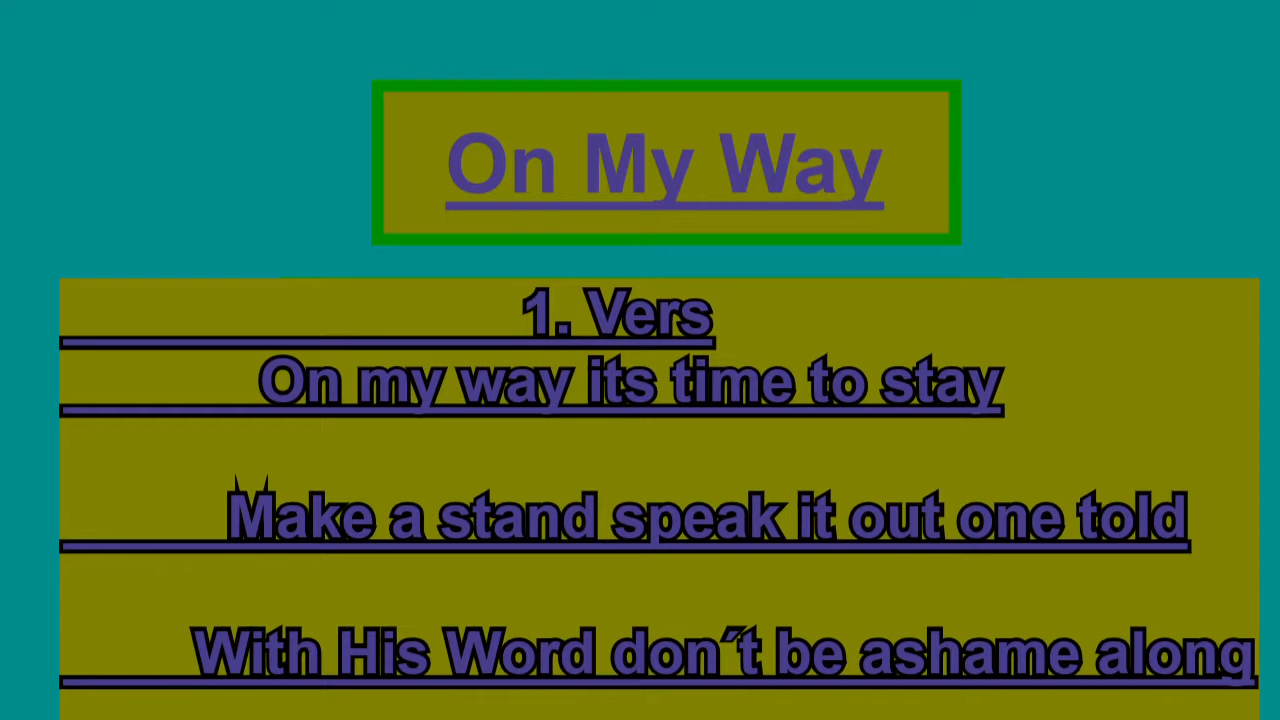 On My Way
1. Vers
On my way its time to stay
Make a stand speak it out one told
With His Word don´t be ashame along